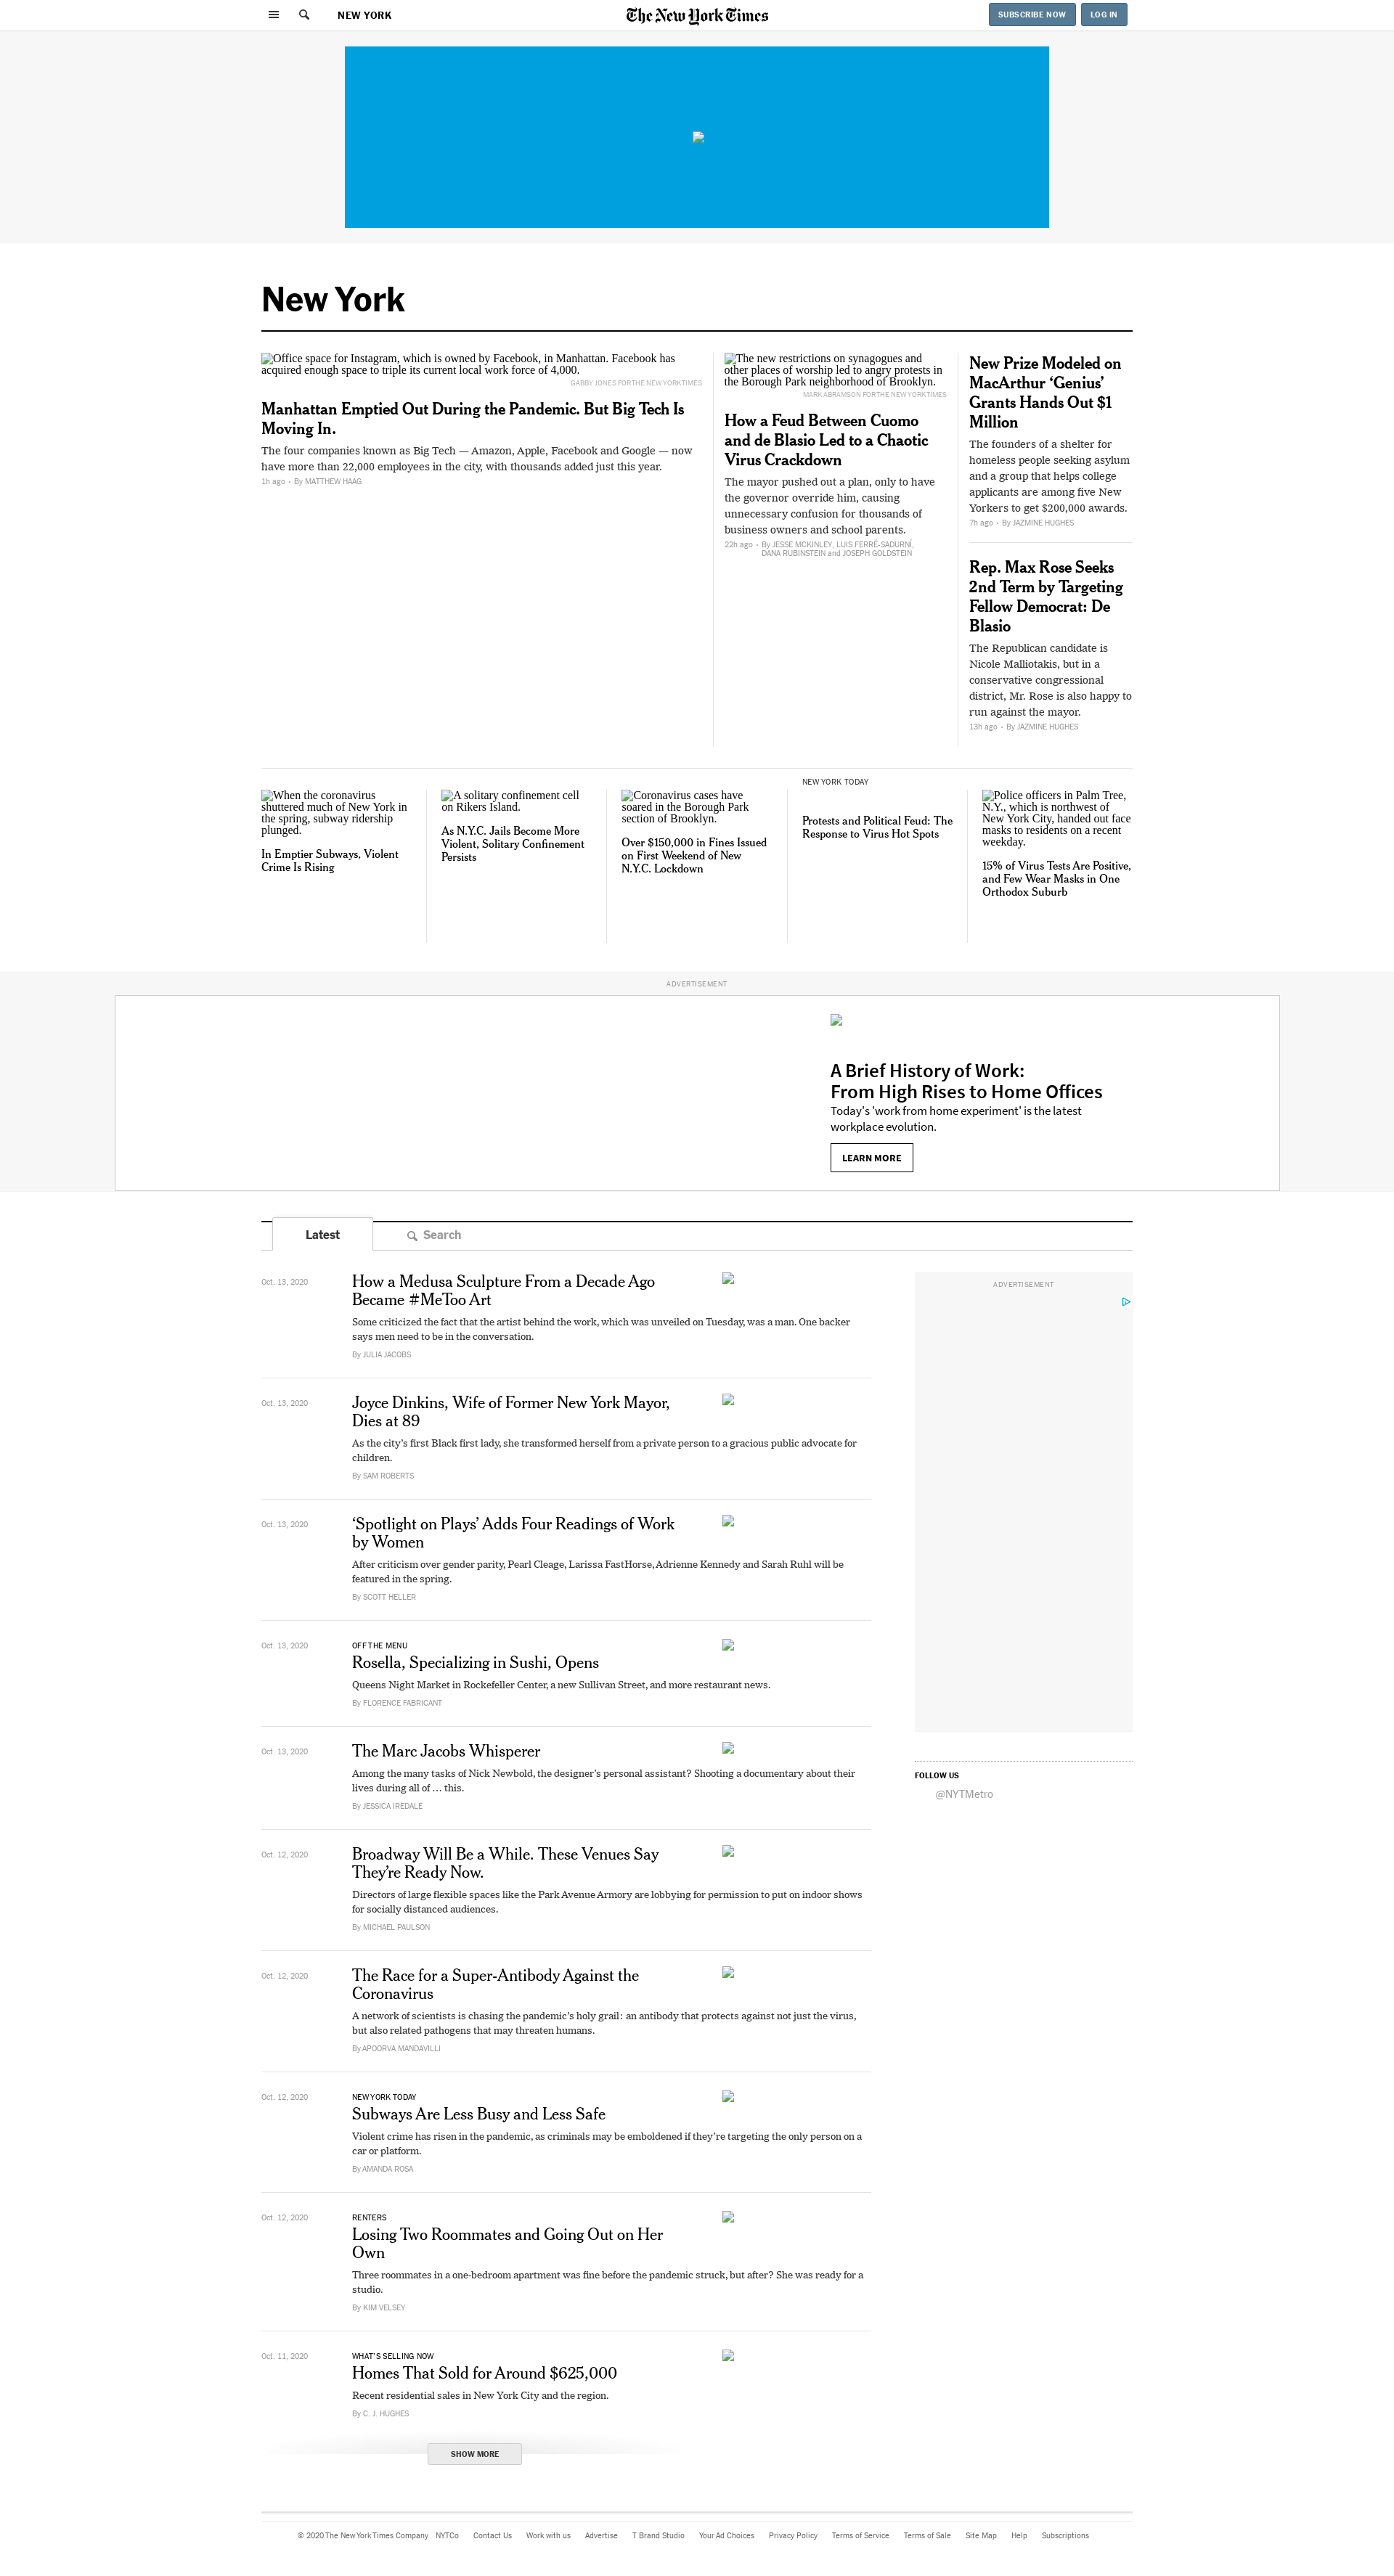 NEW YORK
The New York Times
SUBSCRIBE NOW
LOG IN
New York
Office space for Instagram, which is owned by Facebook, in Manhattan. Facebook has
acquired enough space to triple its current local work force of 4,000.
GABBY JONES FOR THE NEW YORK TIMES
Manhattan Emptied Out During the Pandemic. But Big Tech Is
Moving In.
The four companies known as Big Tech — Amazon, Apple, Facebook and Google — now
have more than 22,000 employees in the city, with thousands added just this year.
1h ago • By MATTHEW HAAG
The new restrictions on synagogues and
other places of worship led to angry protests in
the Borough Park neighborhood of Brooklyn.
MARK ABRAMSON FOR THE NEW YORK TIMES
How a Feud Between Cuomo
and de Blasio Led to a Chaotic
Virus Crackdown
The mayor pushed out a plan, only to have
the governor override him, causing
unnecessary confusion for thousands of
business owners and school parents.
22h ago • By JESSE MCKINLEY, LUIS FERRÉ-SADURNÍ,
DANA RUBINSTEIN and JOSEPH GOLDSTEIN
New Prize Modeled on
MacArthur ‘Genius’
Grants Hands Out $1
Million
The founders of a shelter for
homeless people seeking asylum
and a group that helps college
applicants are among five New
Yorkers to get $200,000 awards.
7h ago • By JAZMINE HUGHES
Rep. Max Rose Seeks
2nd Term by Targeting
Fellow Democrat: De
Blasio
The Republican candidate is
Nicole Malliotakis, but in a
conservative congressional
district, Mr. Rose is also happy to
run against the mayor.
13h ago • By JAZMINE HUGHES
When the coronavirus
shuttered much of New York in
the spring, subway ridership
plunged.
In Emptier Subways, Violent
Crime Is Rising
A solitary confinement cell
on Rikers Island.
As N.Y.C. Jails Become More
Violent, Solitary Confinement
Persists
Coronavirus cases have
soared in the Borough Park
section of Brooklyn.
Over $150,000 in Fines Issued
on First Weekend of New
N.Y.C. Lockdown
NEW YORK TODAY
Protests and Political Feud: The
Response to Virus Hot Spots
Police officers in Palm Tree,
N.Y., which is northwest of
New York City, handed out face
masks to residents on a recent
weekday.
15% of Virus Tests Are Positive,
and Few Wear Masks in One
Orthodox Suburb
ADVERTISEMENT
A Brief History of Work:
From High Rises to Home Offices
Today's 'work from home experiment' is the latest
workplace evolution.
LEARN MORE
Latest
Search
Oct. 13, 2020
How a Medusa Sculpture From a Decade Ago
Became #MeToo Art
Some criticized the fact that the artist behind the work, which was unveiled on Tuesday, was a man. One backer
says men need to be in the conversation.
By JULIA JACOBS
ADVERTISEMENT
Oct. 13, 2020
Joyce Dinkins, Wife of Former New York Mayor,
Dies at 89
As the city’s first Black first lady, she transformed herself from a private person to a gracious public advocate for
children.
By SAM ROBERTS
Oct. 13, 2020
‘Spotlight on Plays’ Adds Four Readings of Work
by Women
After criticism over gender parity, Pearl Cleage, Larissa FastHorse, Adrienne Kennedy and Sarah Ruhl will be
featured in the spring.
By SCOTT HELLER
Oct. 13, 2020
OFF THE MENU
Rosella, Specializing in Sushi, Opens
Queens Night Market in Rockefeller Center, a new Sullivan Street, and more restaurant news.
By FLORENCE FABRICANT
Oct. 13, 2020
The Marc Jacobs Whisperer
Among the many tasks of Nick Newbold, the designer’s personal assistant? Shooting a documentary about their
lives during all of … this.
By JESSICA IREDALE
FOLLOW US
@NYTMetro
Oct. 12, 2020
Broadway Will Be a While. These Venues Say
They’re Ready Now.
Directors of large flexible spaces like the Park Avenue Armory are lobbying for permission to put on indoor shows
for socially distanced audiences.
By MICHAEL PAULSON
Oct. 12, 2020
The Race for a Super-Antibody Against the
Coronavirus
A network of scientists is chasing the pandemic’s holy grail: an antibody that protects against not just the virus,
but also related pathogens that may threaten humans.
By APOORVA MANDAVILLI
Oct. 12, 2020
NEW YORK TODAY
Subways Are Less Busy and Less Safe
Violent crime has risen in the pandemic, as criminals may be emboldened if they’re targeting the only person on a
car or platform.
By AMANDA ROSA
Oct. 12, 2020
RENTERS
Losing Two Roommates and Going Out on Her
Own
Three roommates in a one-bedroom apartment was fine before the pandemic struck, but after? She was ready for a
studio.
By KIM VELSEY
Oct. 11, 2020
WHAT’S SELLING NOW
Homes That Sold for Around $625,000
Recent residential sales in New York City and the region.
By C. J. HUGHES
SHOW MORE
© 2020 The New York Times Company NYTCo Contact Us Work with us Advertise T Brand Studio Your Ad Choices Privacy Policy Terms of Service Terms of Sale Site Map Help Subscriptions